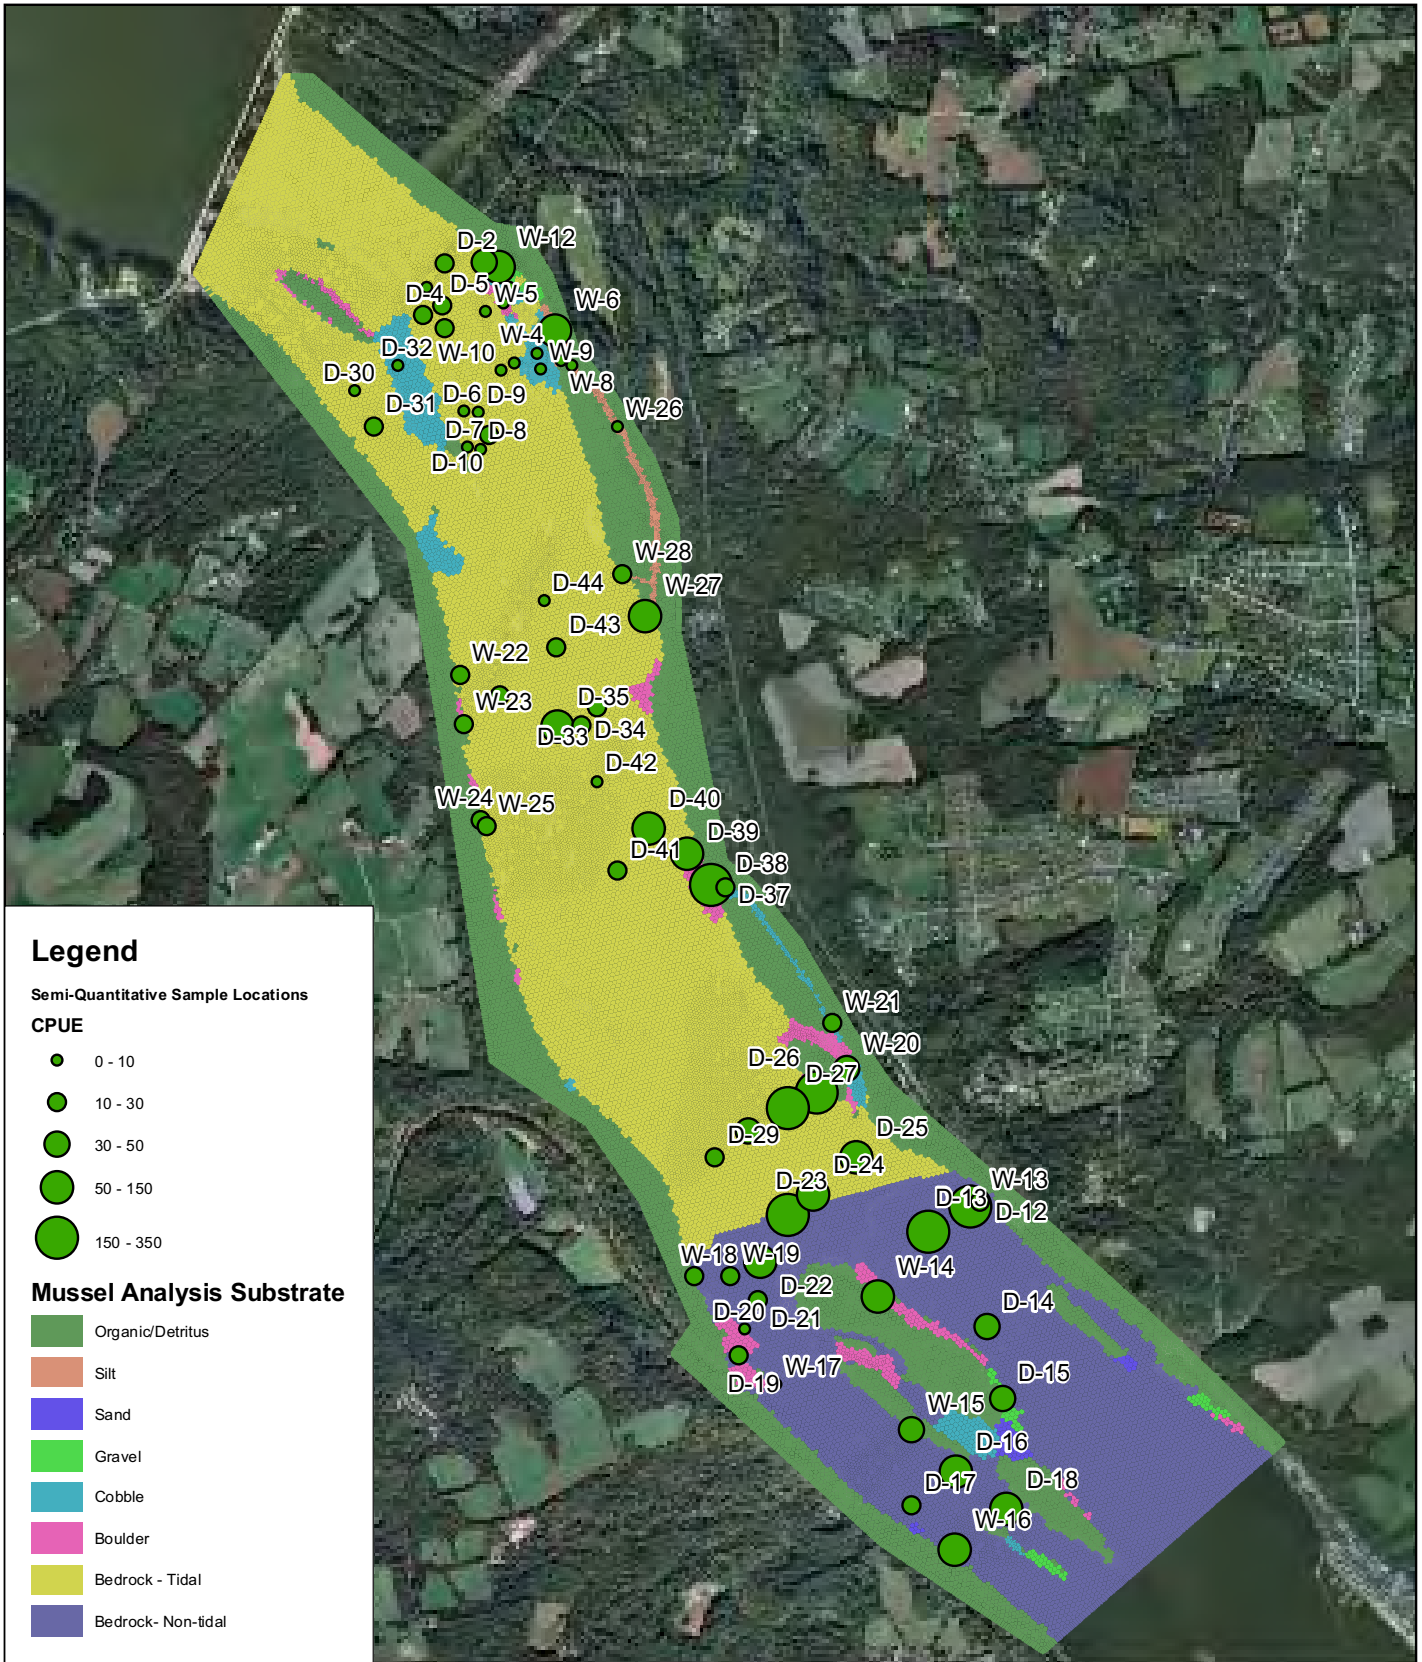 D-2
W-12
D-5
D-4
W-5
W-6
W-4
D-32
W-10
W-9
D-30
W-8
D-6
D-9
D-31
W-26
D-7
D-8
D-10
W-28
D-44
W-27
D-43
W-22
W-23
D-35
D-33
D-34
D-42
W-24
W-25
D-40
D-39
D-41
D-38
D-37
W-21
W-20
D-26
D-27
D-29
D-25
D-24
D-23
W-13
D-13
D-12
W-18
W-19
W-14
D-22
D-14
D-20
D-21
W-17
D-19
D-15
W-15
D-16
D-17
D-18
W-16
Legend
Semi-Quantitative Sample Locations
CPUE
0 - 10
10 - 30
30 - 50
50 - 150
150 - 350
Mussel Analysis Substrate
Organic/Detritus
Silt
Sand
Gravel
Cobble
Boulder
Bedrock - Tidal
Bedrock- Non-tidal